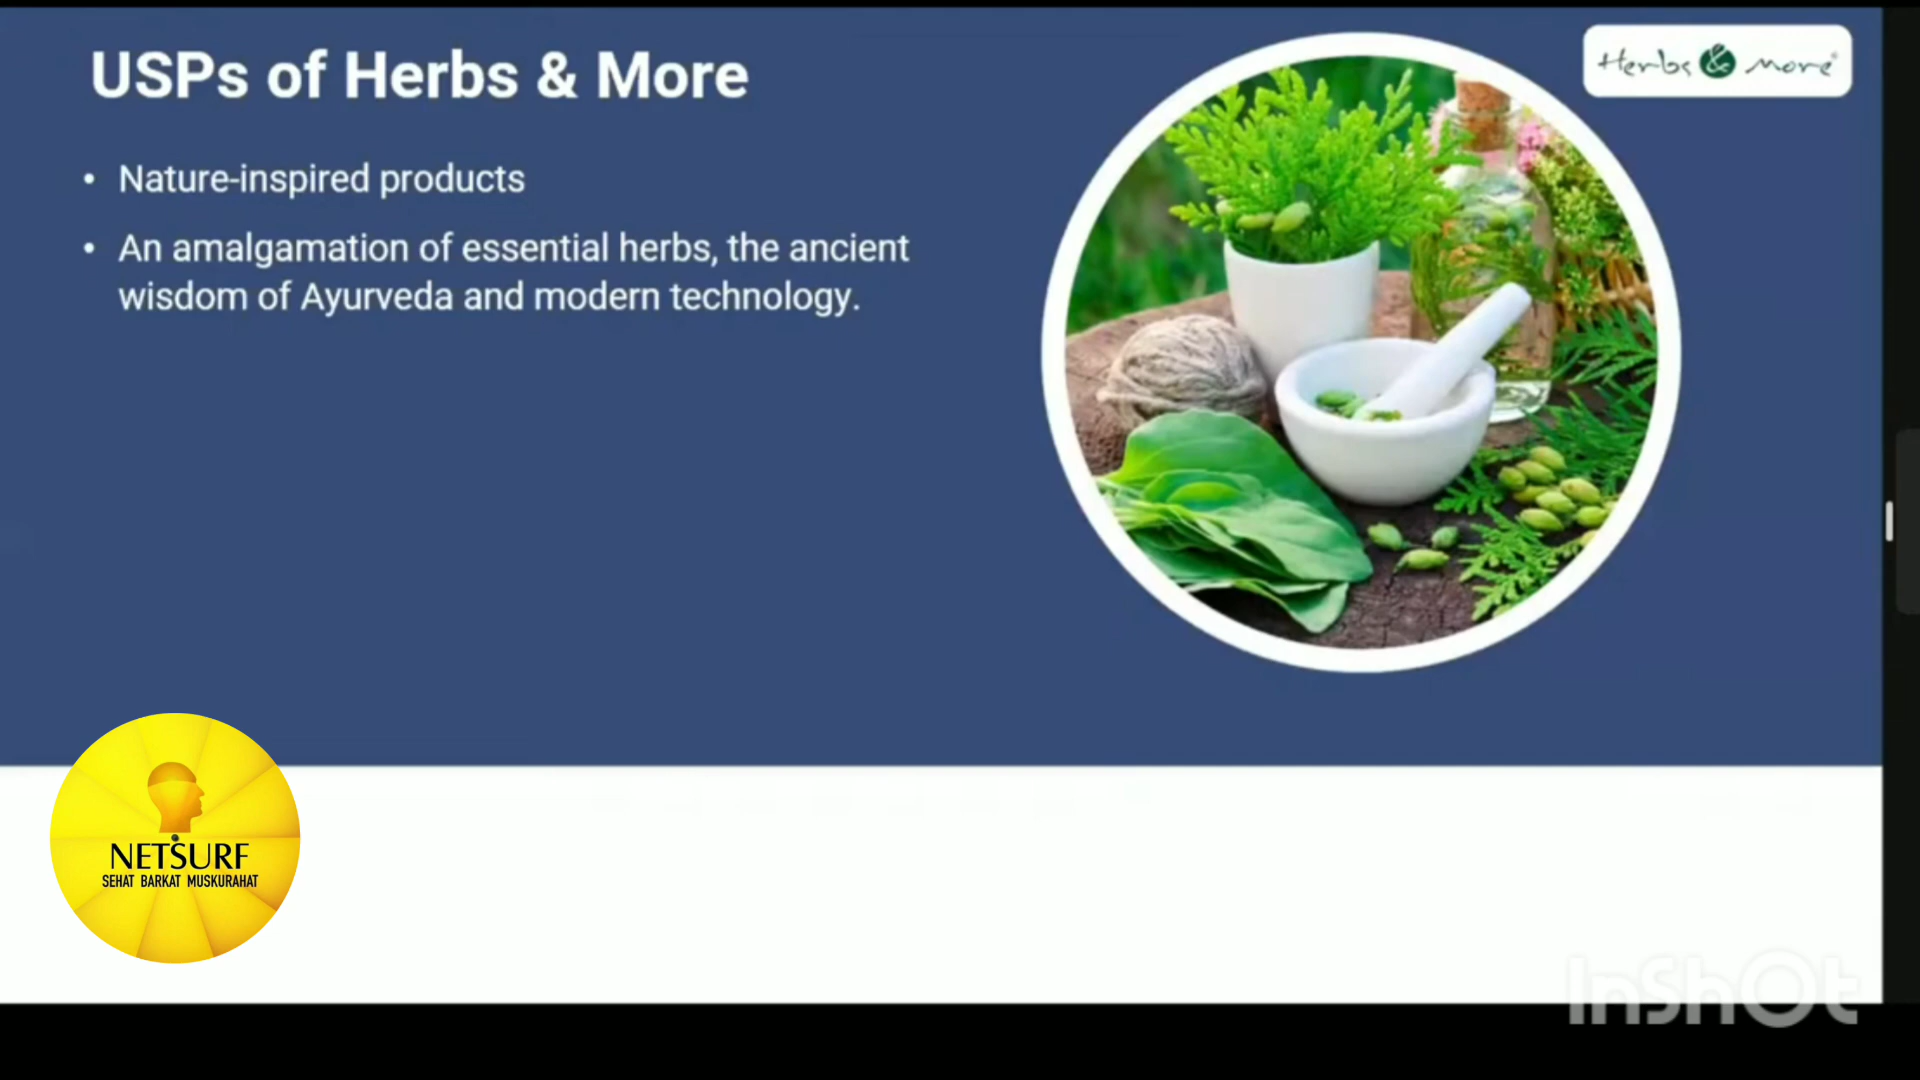 USPs of Herbs & More
Herbs & more
• Nature-inspired products
• An amalgamation of essential herbs, the ancient
wisdom of Ayurveda and modern technology.
NETSURF
SEHAT BARKAT MUSKURAHAT
InShOt